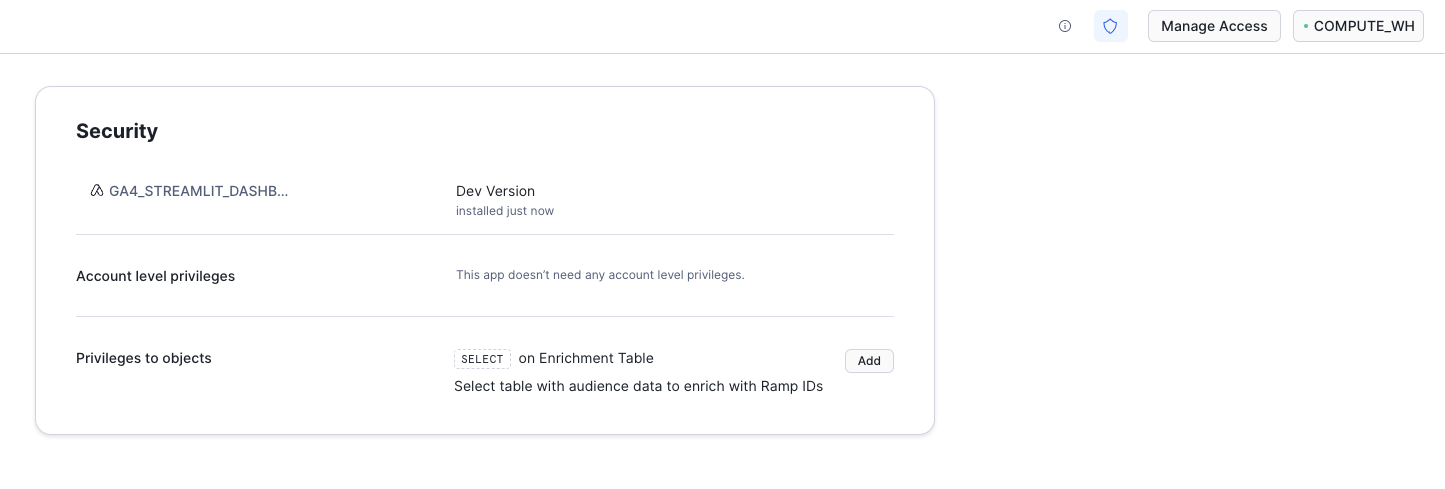 Manage Access
COMPUTE_WH
Security
GA4_STREAMLIT_DASHB...
Dev Version
installed just now
Account level privileges
This app doesn't need any account level privileges.
Privileges to objects
SELECT on Enrichment Table
Add
Select table with audience data to enrich with Ramp IDs